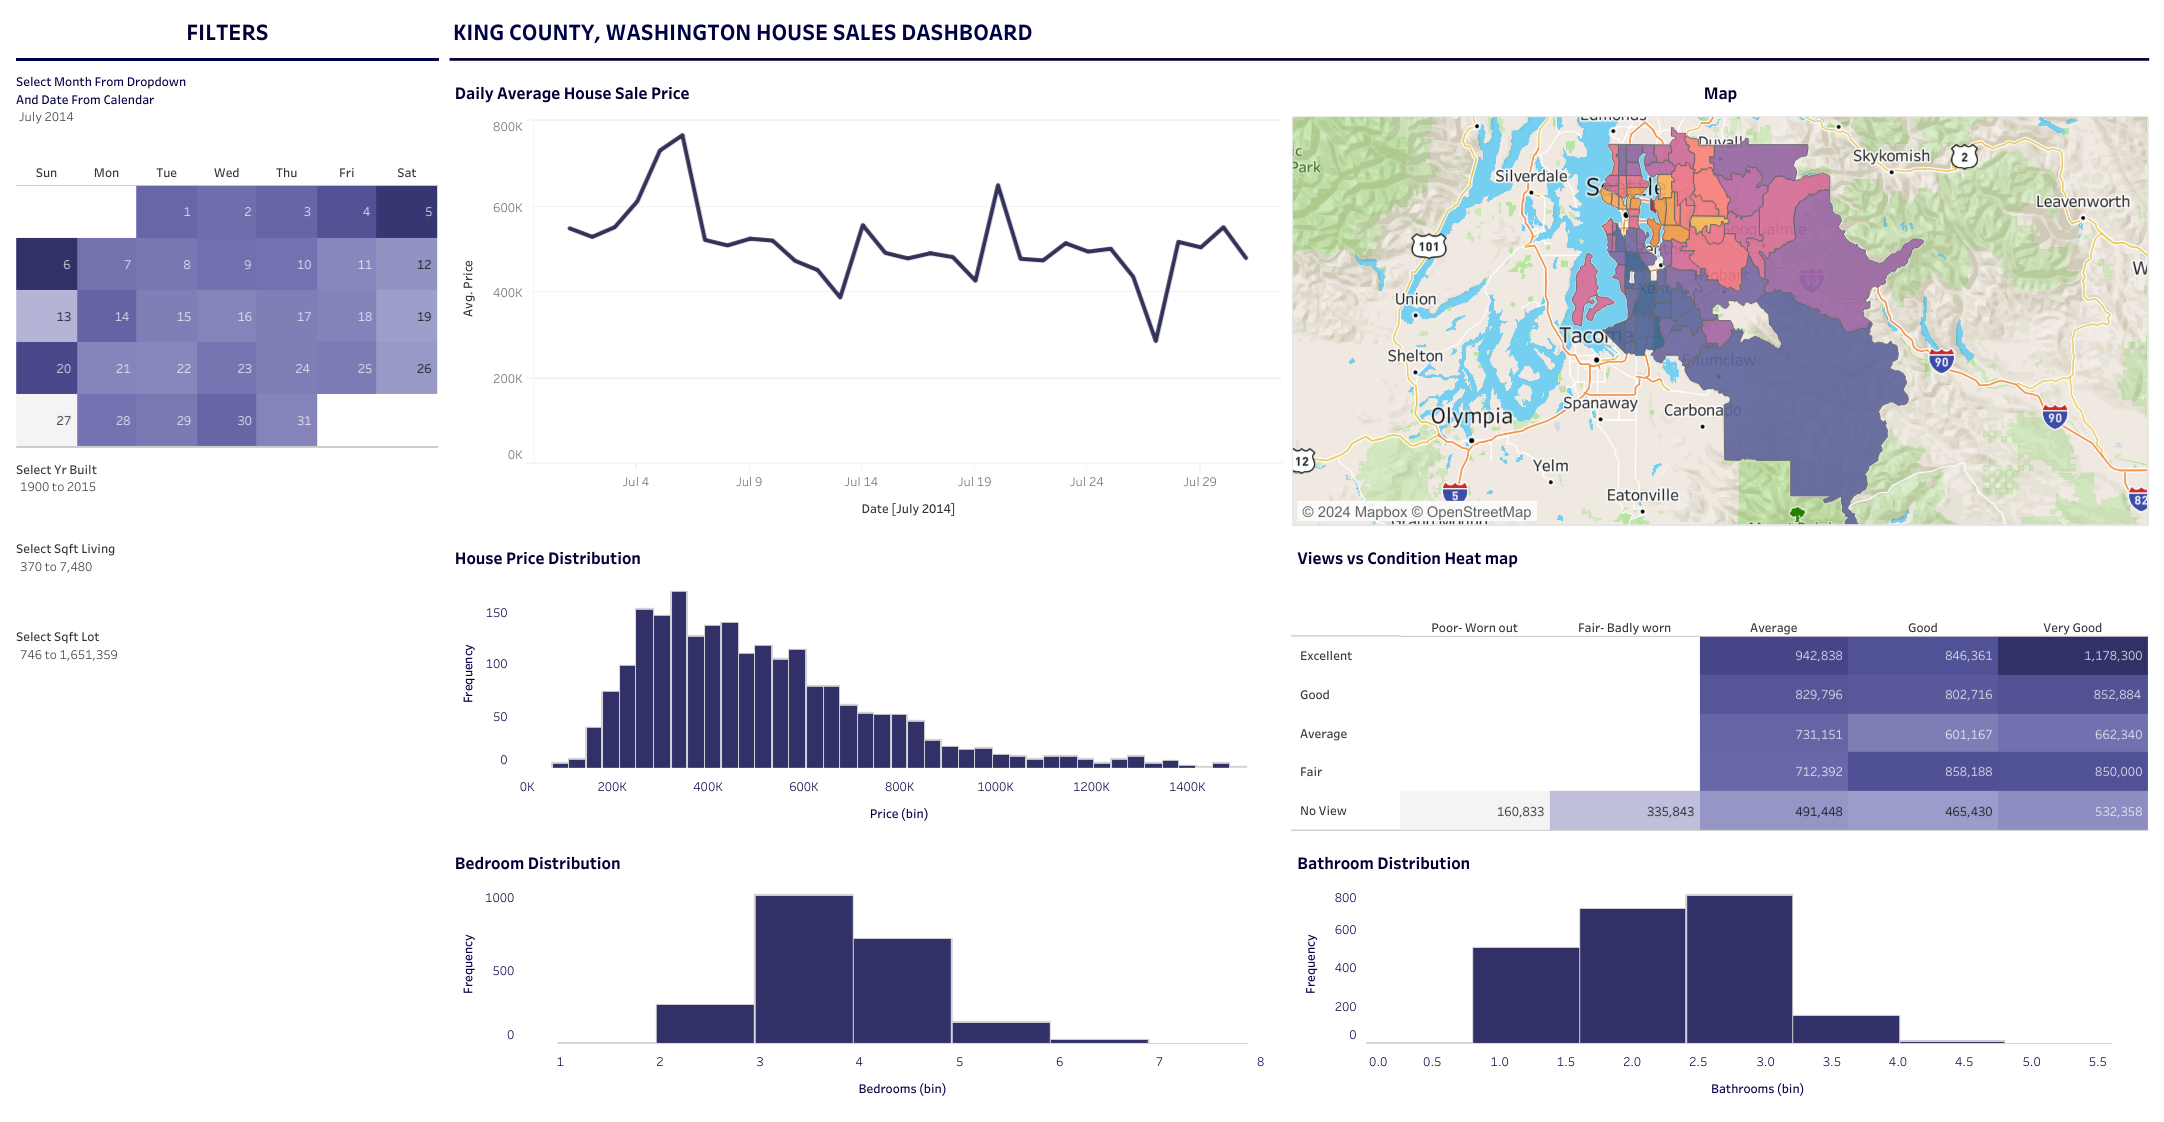 FILTERS
KING COUNTY, WASHINGTON HOUSE SALES DASHBOARD
Select Month From Dropdown
And Date From Calendar
July 2014
Sun Mon Tue Wed Thu Fri Sat
1 2 3 4 5
6 7 8 9 10 11 12
13 14 15 16 17 18 19
20 21 22 23 24 25 26
27 28 29 30 31
Select Yr Built
1900 to 2015
Select Sqft Living
370 to 7,480
Select Sqft Lot
746 to 1,651,359
Daily Average House Sale Price
Avg. Price
800K
600K
400K
200K
0K
Jul 4 Jul 9 Jul 14 Jul 19 Jul 24 Jul 29
Date [July 2014]
Map
Edmonds
Duvall
Park
Skykomish
2
Silverdale
Leavenworth
101
Snoqualmie
Hobart
90
Kent
Union
Tacoma
Shelton
Enumclaw
90
Spanaway
Carbonado
Olympia
90
12
Yelm
5
Eatonville
82
© 2024 Mapbox © OpenStreetMap
House Price Distribution
Frequency
150
100
50
0
0K 200K 400K 600K 800K 1000K 1200K 1400K
Price (bin)
Views vs Condition Heat map
Poor- Worn out Fair- Badly worn Average Good Very Good
Excellent 942,838 846,361 1,178,300
Good 829,796 802,716 852,884
Average 731,151 601,167 662,340
Fair 712,392 858,188 850,000
No View 160,833 335,843 491,448 465,430 532,358
Bedroom Distribution
Frequency
1000
500
0
1 2 3 4 5 6 7 8
Bedrooms (bin)
Bathroom Distribution
Frequency
800
600
400
200
0
0.0 0.5 1.0 1.5 2.0 2.5 3.0 3.5 4.0 4.5 5.0 5.5
Bathrooms (bin)